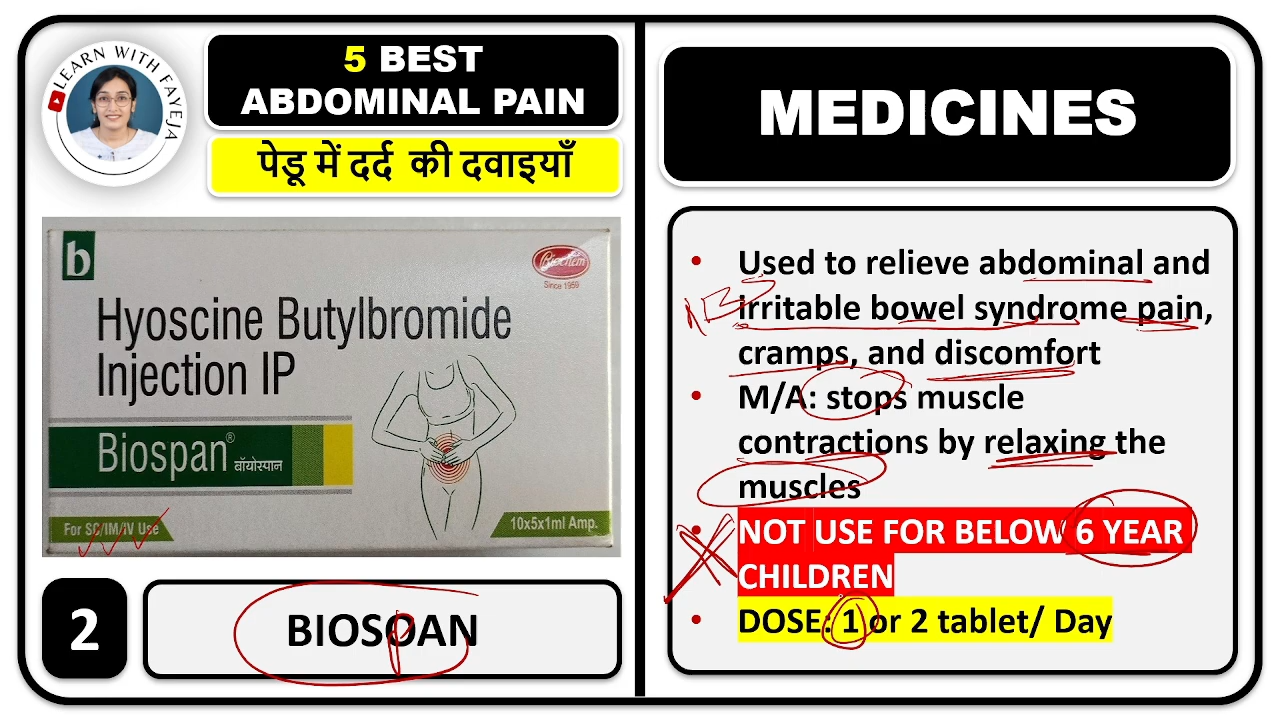 LEARN WITH FAYEJA
5 BEST
ABDOMINAL PAIN
पेडू में दर्द की दवाइयाँ
b
Biochem
Since 1959
Hyoscine Butylbromide
Injection IP
Biospan® बॉयोस्पान
For SC/IM/IV Use
10x5x1ml Amp.
2
BIOSPAN
MEDICINES
• Used to relieve abdominal and
irritable bowel syndrome pain,
cramps, and discomfort
• M/A: stops muscle
contractions by relaxing the
muscles
• NOT USE FOR BELOW 6 YEAR
CHILDREN
• DOSE: 1 or 2 tablet/ Day